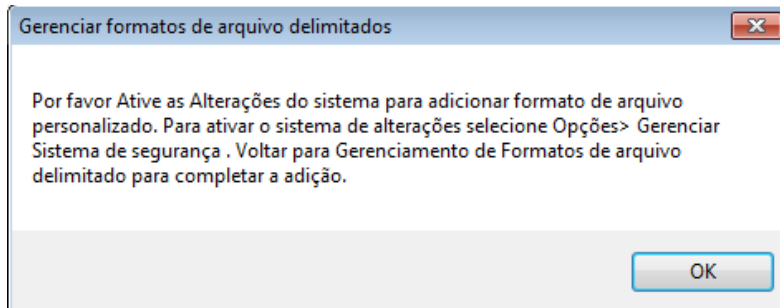 Gerenciar formatos de arquivo delimitados
Por favor Ative as Alterações do sistema para adicionar formato de arquivo
personalizado. Para ativar o sistema de alterações selecione Opções> Gerenciar
Sistema de segurança . Voltar para Gerenciamento de Formatos de arquivo
delimitado para completar a adição.
OK